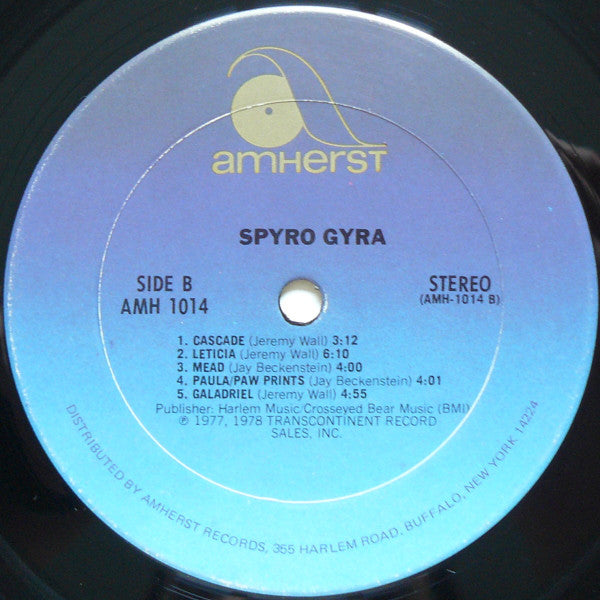 amHerST
SPYRO GYRA
SIDE B
AMH 1014
STEREO
(AMH-1014 B)
1. CASCADE (Jeremy Wall) 3:12
2. LETICIA (Jeremy Wall) 6:10
3. MEAD (Jay Beckenstein) 4:00
4. PAULA/PAW PRINTS (Jay Beckenstein) 4:01
5. GALADRIEL (Jeremy Wall) 4:55
Publisher: Harlem Music/Crosseyed Bear Music (BMI)
℗ 1977, 1978 TRANSCONTINENT RECORD
SALES, INC.
DISTRIBUTED BY AMHERST RECORDS, 355 HARLEM ROAD, BUFFALO, NEW YORK 14224